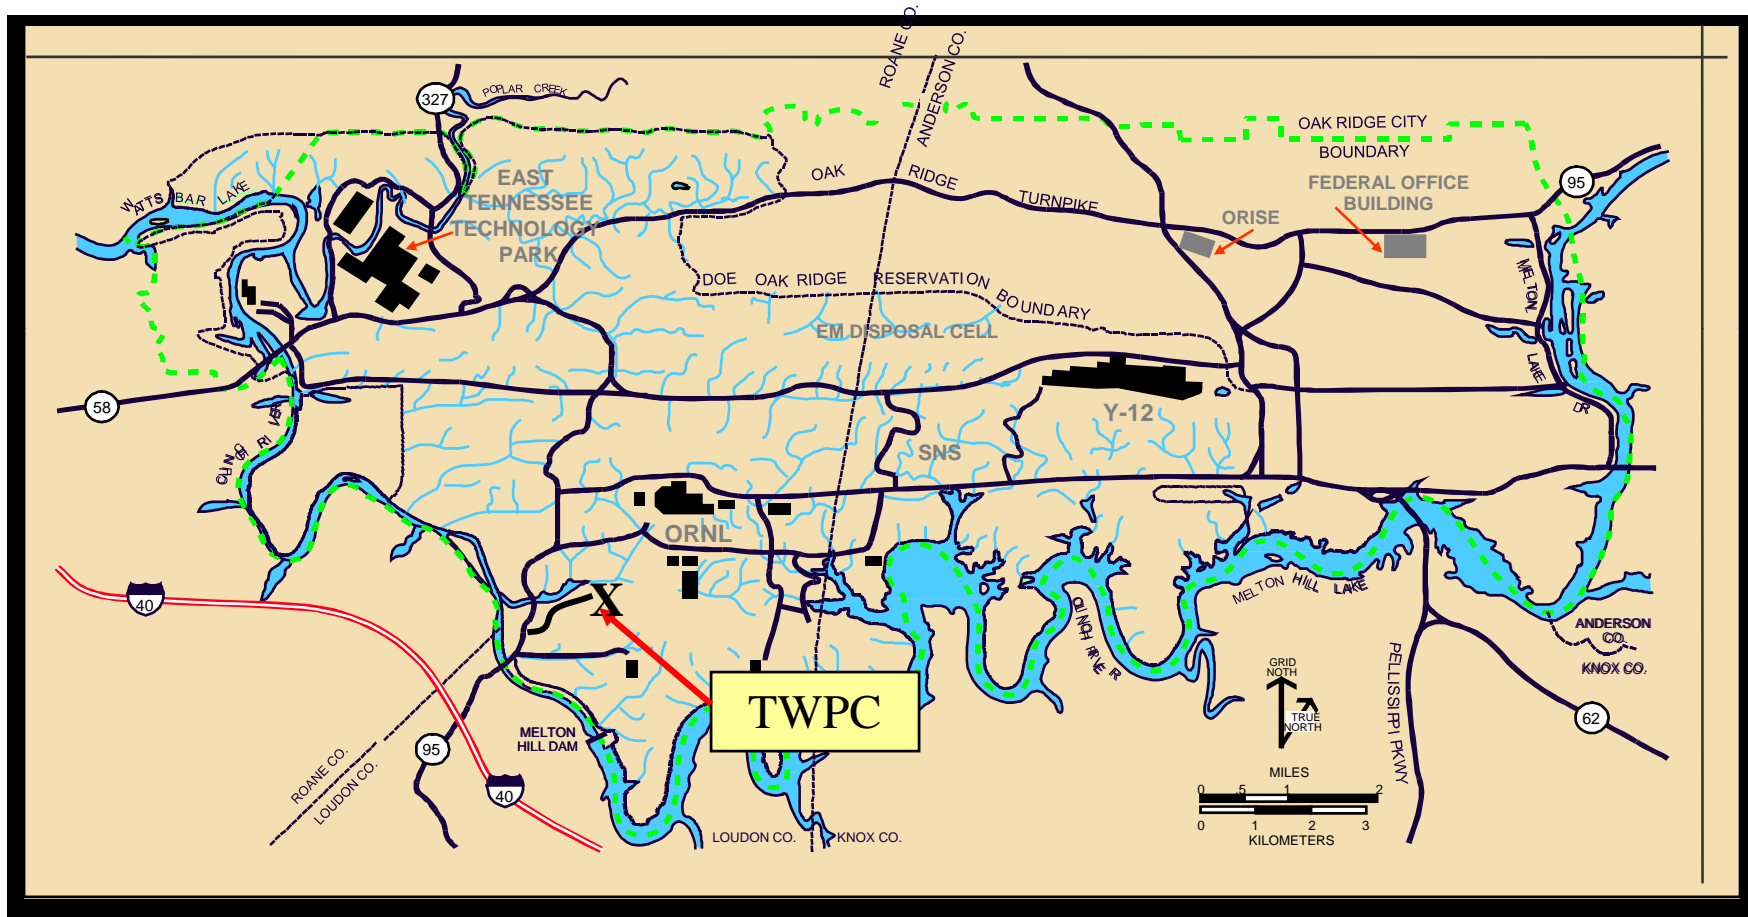 ROANE CO.
ANDERSON CO.
327
POPLAR CREEK
OAK RIDGE CITY
BOUNDARY
OAK RIDGE TURNPIKE
95
EAST
TENNESSEE
TECHNOLOGY
PARK
FEDERAL OFFICE
BUILDING
ORISE
WATTS BAR LAKE
DOE OAK RIDGE RESERVATION BOUNDARY
EM DISPOSAL CELL
MELTON LAKE DR
58
Y-12
SNS
CLINCH RIVER
ORNL
40
X
MELTON HILL LAKE
CLINCH RIVER
ANDERSON
CO.
KNOX CO.
PELLISSIPPI PKWY
GRID
NOTH
TRUE
NORTH
62
TWPC
MELTON
HILL DAM
95
ROANE CO.
LOUDON CO.
40
MILES
0 .5 1 2
0 1 2 3
KILOMETERS
LOUDON CO.
KNOX CO.